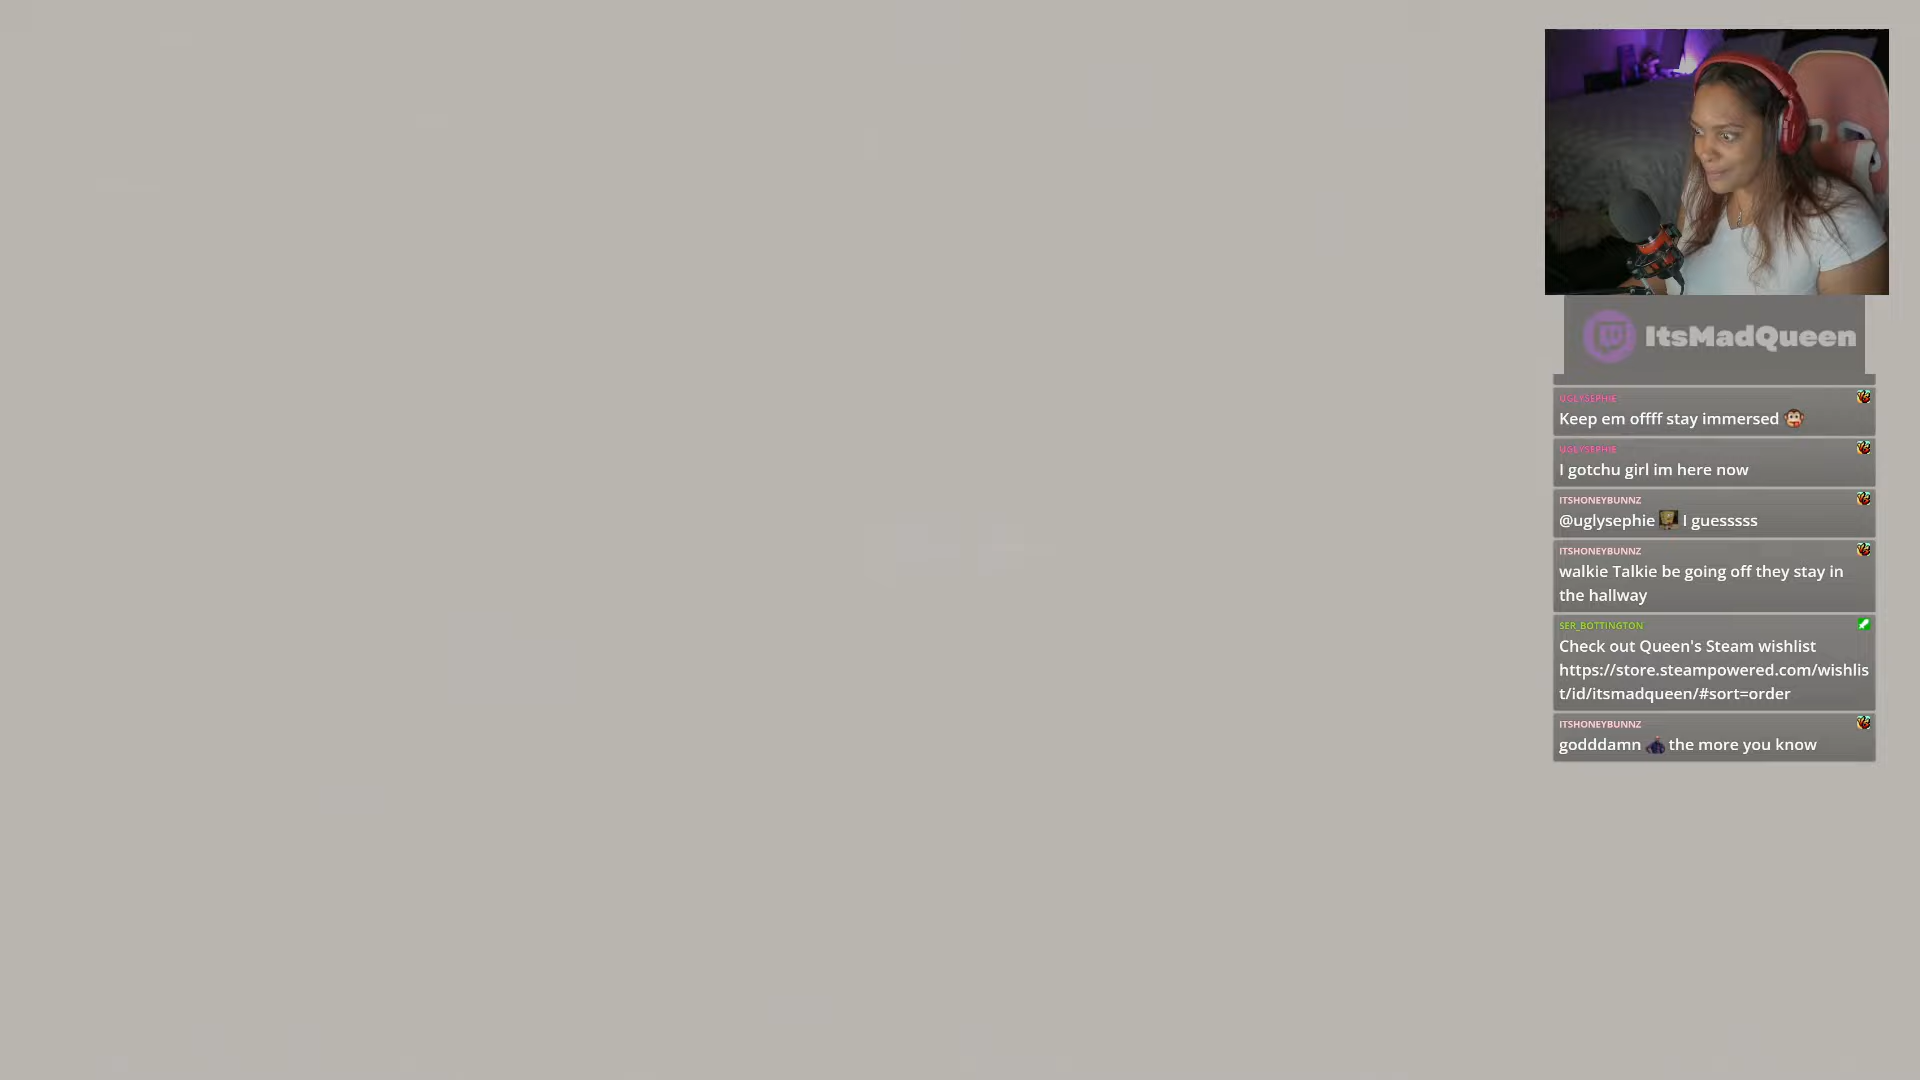 ItsMadQueen
UGLYSEPHIE
Keep em offff stay immersed
UGLYSEPHIE
I gotchu girl im here now
ITSHONEYBUNNZ
@uglysephie I guesssss
ITSHONEYBUNNZ
walkie Talkie be going off they stay in
the hallway
SER_BOTTINGTON
Check out Queen's Steam wishlist
https://store.steampowered.com/wishlis
t/id/itsmadqueen/#sort=order
ITSHONEYBUNNZ
godddamn the more you know